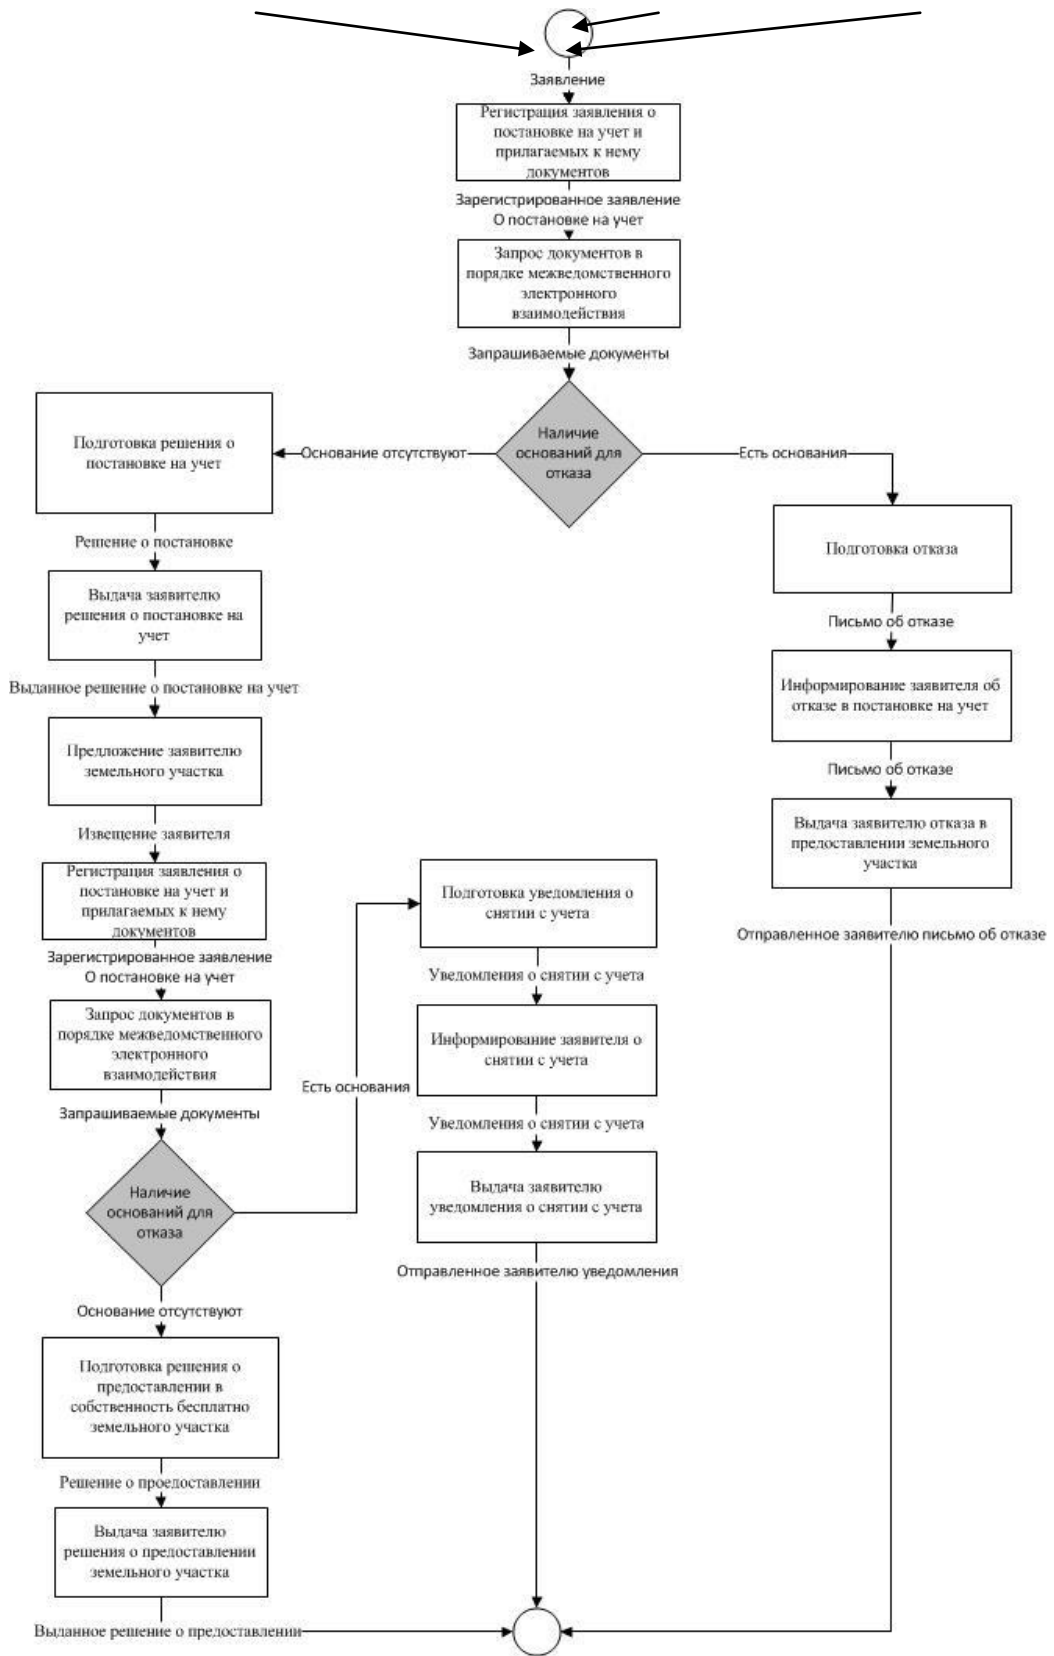 Заявление
Регистрация заявления о
постановке на учет и
прилагаемых к нему
документов
Зарегистрированное заявление
О постановке на учет
Запрос документов в
порядке межведомственного
электронного
взаимодействия
Запрашиваемые документы
Наличие
оснований для
отказа
Основание отсутствуют
Есть основания
Подготовка решения о
постановке на учет
Решение о постановке
Выдача заявителю
решения о постановке на
учет
Выданное решение о постановке на учет
Предложение заявителю
земельного участка
Извещение заявителя
Регистрация заявления о
постановке на учет и
прилагаемых к нему
документов
Зарегистрированное заявление
О постановке на учет
Запрос документов в
порядке межведомственного
электронного
взаимодействия
Запрашиваемые документы
Наличие
оснований для
отказа
Есть основания
Основание отсутствуют
Подготовка решения о
предоставлении в
собственность бесплатно
земельного участка
Решение о проедоставлении
Выдача заявителю
решения о предоставлении
земельного участка
Выданное решение о предоставлении
Подготовка уведомления о
снятии с учета
Уведомления о снятии с учета
Информирование заявителя о
снятии с учета
Уведомления о снятии с учета
Выдача заявителю
уведомления о снятии с учета
Отправленное заявителю уведомления
Подготовка отказа
Письмо об отказе
Информирование заявителя об
отказе в постановке на учет
Письмо об отказе
Выдача заявителю отказа в
предоставлении земельного
участка
Отправленное заявителю письмо об отказе